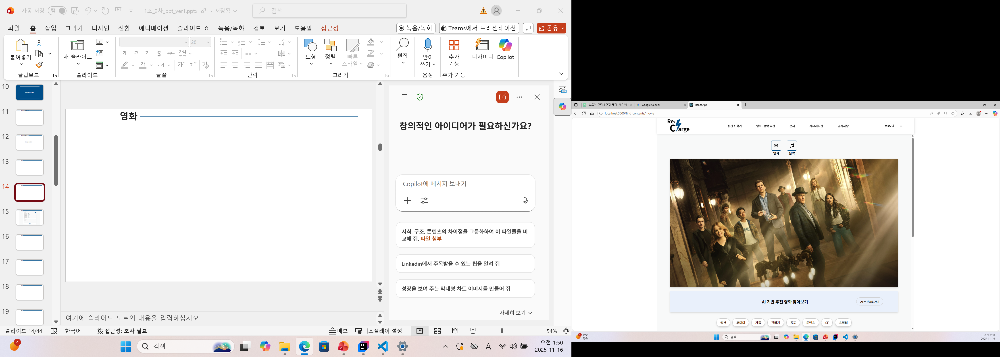 자동 저장 켬 1조_2차_ppt_ver1.pptx • 저장됨 검색
파일 홈 삽입 그리기 디자인 전환 애니메이션 슬라이드 쇼 녹음/녹화 검토 보기 도움말 접근성 녹음/녹화 Teams에서 프레젠테이션 공유
붙여넣기 새 슬라이드 28 도형 정렬 빠른 스타일 편집 받아쓰기 추가 기능 디자이너 Copilot
클립보드 슬라이드 글꼴 단락 그리기 음성 추가 기능
10
11
12
13
14
15
16
17
18
19
영화
여기에 슬라이드 노트의 내용을 입력하십시오
창의적인 아이디어가 필요하신가요?
Copilot에 메시지 보내기
서식, 구조, 콘텐츠의 차이점을 그룹화하여 이 파일들을 비
교해 줘. 파일 첨부
Linkedin에서 주목받을 수 있는 팁을 알려 줘
성장을 보여 주는 막대형 차트 이미지를 만들어 줘
자세히 보기
슬라이드 14/44 한국어 접근성: 조사 필요 메모 디스플레이 설정 54%
4 검색 오전 1:50
2025-11-16
노트북 인터넷연결 끊김 : 네이버 Google Gemini React App
localhost:3000/find_contents/movie
Re:
Charge
충전소 찾기 영화·음악 추천 운세 자유게시판 공지사항 test2님
영화 음악
AI 기반 추천 영화 찾아보기 AI 추천으로 가기
액션 코미디 가족 판타지 공포 로맨스 SF 스릴러
4 16°C
맑음
검색
오전 1:50
2025-11-16